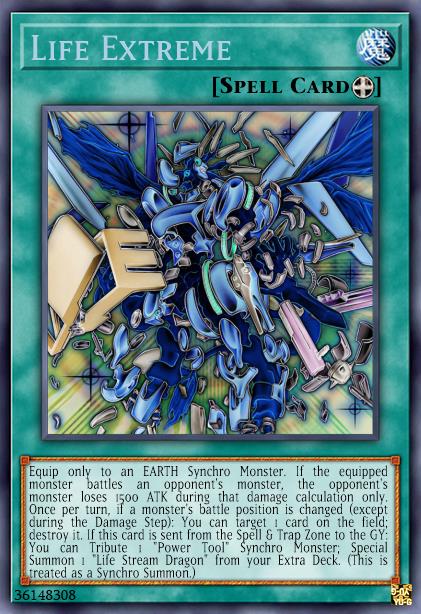 Life Extreme
魔
[Spell Card]
Equip only to an EARTH Synchro Monster. If the equipped
monster battles an opponent's monster, the opponent's
monster loses 1500 ATK during that damage calculation only.
Once per turn, if a monster's battle position is changed (except
during the Damage Step): You can target 1 card on the field;
destroy it. If this card is sent from the Spell & Trap Zone to the GY:
You can Tribute 1 "Power Tool" Synchro Monster; Special
Summon 1 "Life Stream Dragon" from your Extra Deck. (This is
treated as a Synchro Summon.)
36148308